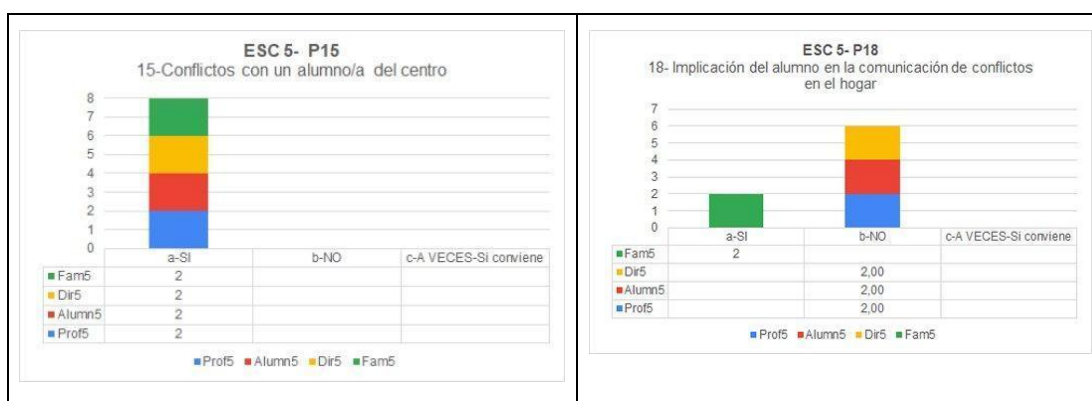 ESC 5- P15
15-Conflictos con un alumno/a del centro
8
7
6
5
4
3
2
1
0
a-SI b-NO c-A VECES-Si conviene
Fam5 2
Dir5 2
Alumn5 2
Prof5 2
Prof5 Alumn5 Dir5 Fam5
ESC 5- P18
18- Implicación del alumno en la comunicación de conflictos
en el hogar
7
6
5
4
3
2
1
0
a-SI b-NO c-A VECES-Si conviene
Fam5 2
Dir5 2,00
Alumn5 2,00
Prof5 2,00
Prof5 Alumn5 Dir5 Fam5